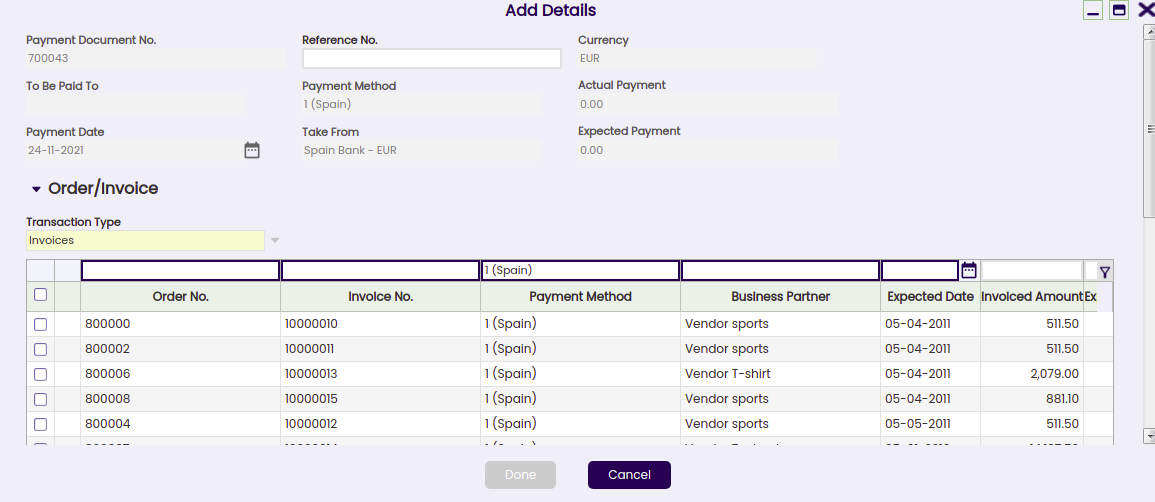 Add Details
Payment Document No. Reference No. Currency
700043 EUR
To Be Paid To Payment Method Actual Payment
1 (Spain) 0.00
Payment Date Take From Expected Payment
24-11-2021 Spain Bank - EUR 0.00
Order/Invoice
Transaction Type
Invoices
1 (Spain)
Order No. Invoice No. Payment Method Business Partner Expected Date Invoiced Amount Ex
800000 10000010 1 (Spain) Vendor sports 05-04-2011 511.50
800002 10000011 1 (Spain) Vendor sports 05-04-2011 511.50
800006 10000013 1 (Spain) Vendor T-shirt 05-04-2011 2,079.00
800008 10000015 1 (Spain) Vendor sports 05-04-2011 881.10
800004 10000012 1 (Spain) Vendor sports 05-05-2011 511.50
Done Cancel